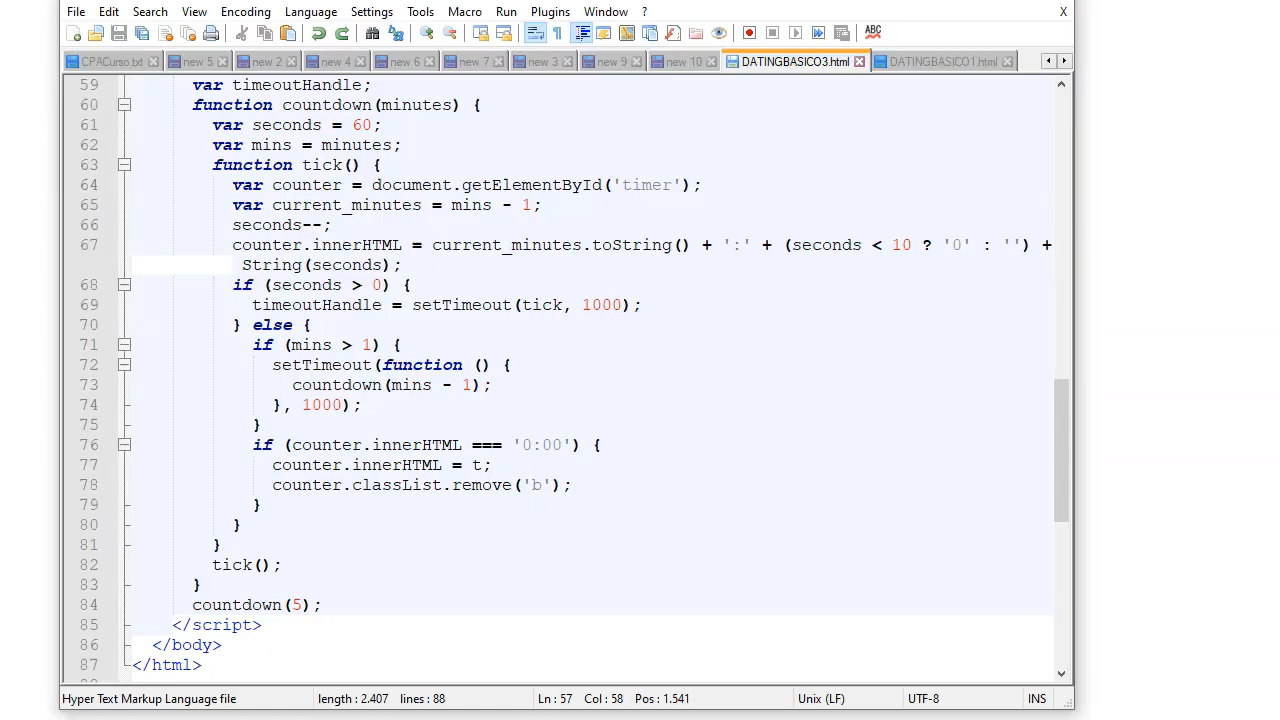 File Edit Search View Encoding Language Settings Tools Macro Run Plugins Window ? X
ABC
CPACurso.txt new 5 new 2 new 4 new 6 new 7 new 3 new 9 new 10 DATINGBASICO3.html DATINGBASICO1.html
59 var timeoutHandle;
60 function countdown(minutes) {
61 var seconds = 60;
62 var mins = minutes;
63 function tick() {
64 var counter = document.getElementById('timer');
65 var current_minutes = mins - 1;
66 seconds--;
67 counter.innerHTML = current_minutes.toString() + ':' + (seconds < 10 ? '0' : '') +
String(seconds);
68 if (seconds > 0) {
69 timeoutHandle = setTimeout(tick, 1000);
70 } else {
71 if (mins > 1) {
72 setTimeout(function () {
73 countdown(mins - 1);
74 }, 1000);
75 }
76 if (counter.innerHTML === '0:00') {
77 counter.innerHTML = t;
78 counter.classList.remove('b');
79 }
80 }
81 }
82 tick();
83 }
84 countdown(5);
85 </script>
86 </body>
87 </html>
Hyper Text Markup Language file length : 2.407 lines : 88 Ln : 57 Col : 58 Pos : 1.541 Unix (LF) UTF-8 INS